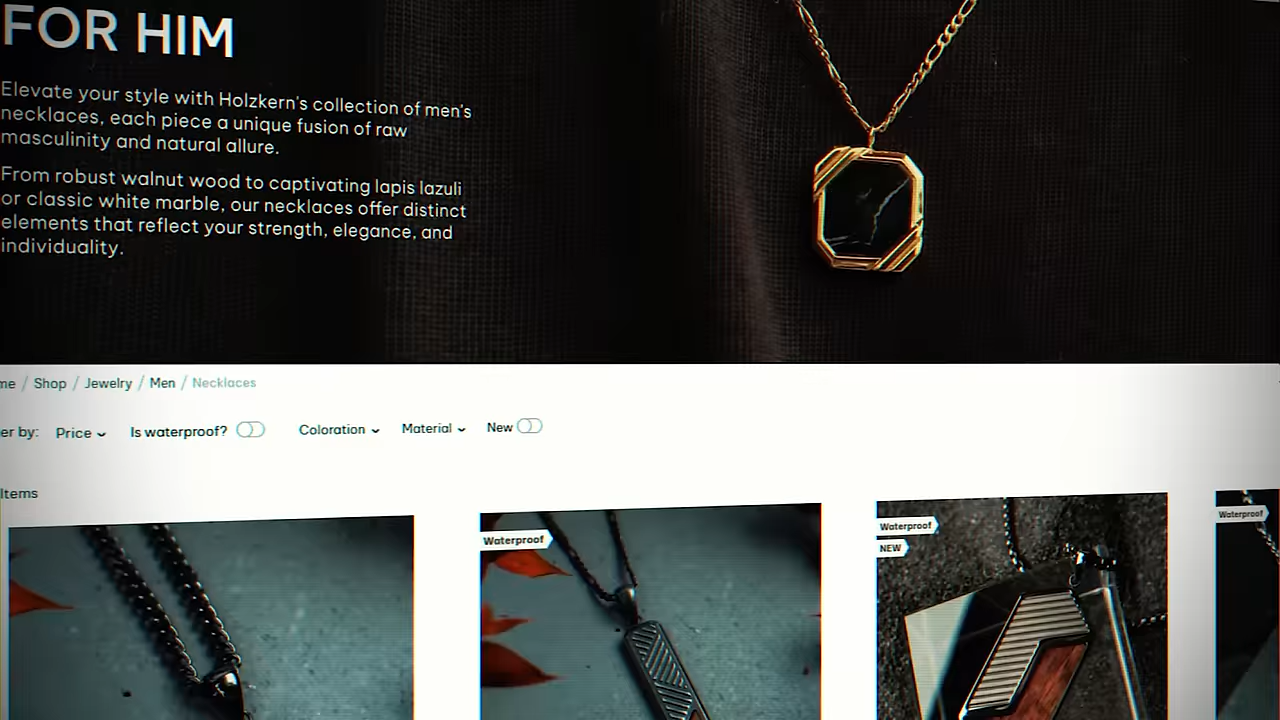 FOR HIM
Elevate your style with Holzkern's collection of men's
necklaces, each piece a unique fusion of raw
masculinity and natural allure.
From robust walnut wood to captivating lapis lazuli
or classic white marble, our necklaces offer distinct
elements that reflect your strength, elegance, and
individuality.
me / Shop / Jewelry / Men / Necklaces
er by: Price Is waterproof? Coloration Material New
Items
Waterproof
Waterproof
NEW
Waterproof